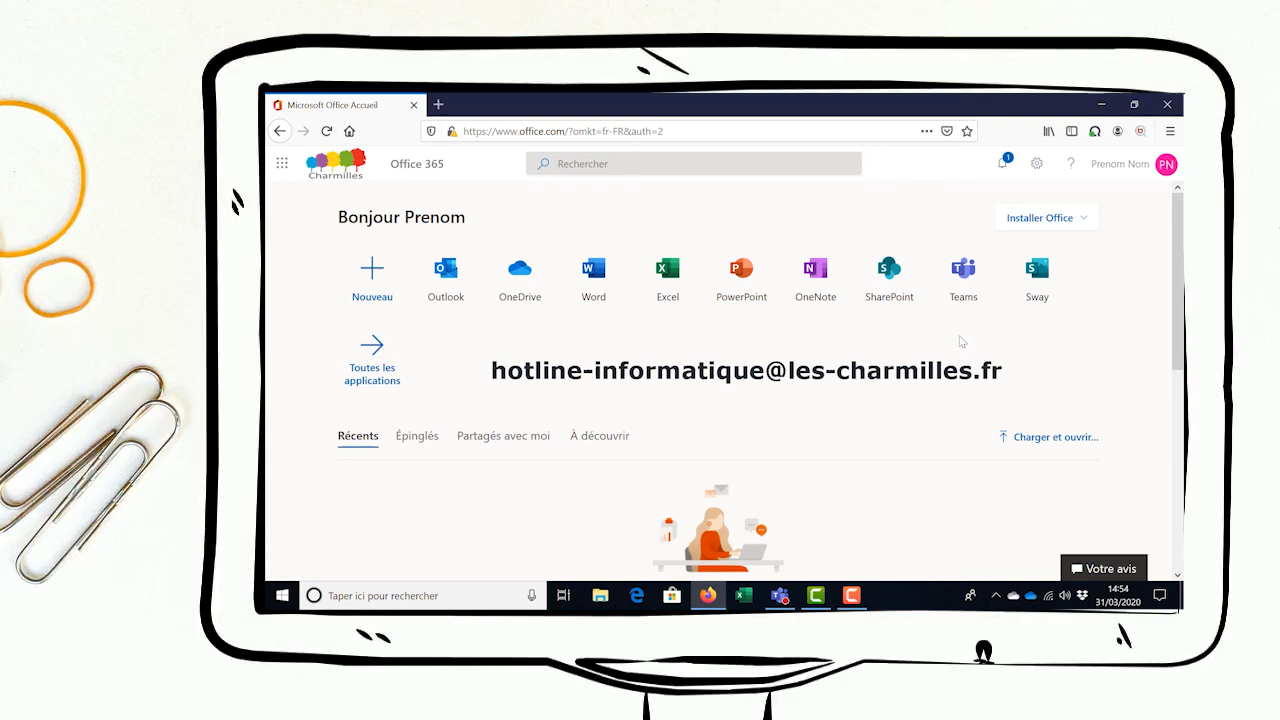 Microsoft Office Accueil
https://www.office.com/?omkt=fr-FR&auth=2
Charmilles
Office 365
Rechercher
1
Prenom Nom
PN
Bonjour Prenom
Installer Office
Nouveau
Outlook
OneDrive
Word
Excel
PowerPoint
OneNote
SharePoint
Teams
Sway
Toutes les
applications
hotline-informatique@les-charmilles.fr
Récents
Épinglés
Partagés avec moi
À découvrir
Charger et ouvrir...
Votre avis
Taper ici pour rechercher
14:54
31/03/2020